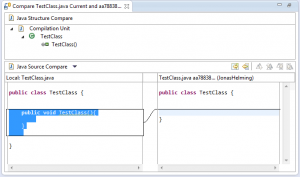 Compare TestClass.java Current and aa78838...
Java Structure Compare
Compilation Unit
TestClass
TestClass()
Java Source Compare
Local: TestClass.java
TestClass.java aa78838... (JonasHelming)
public class TestClass {
public void TestClass(){
}
}
public class TestClass {
}